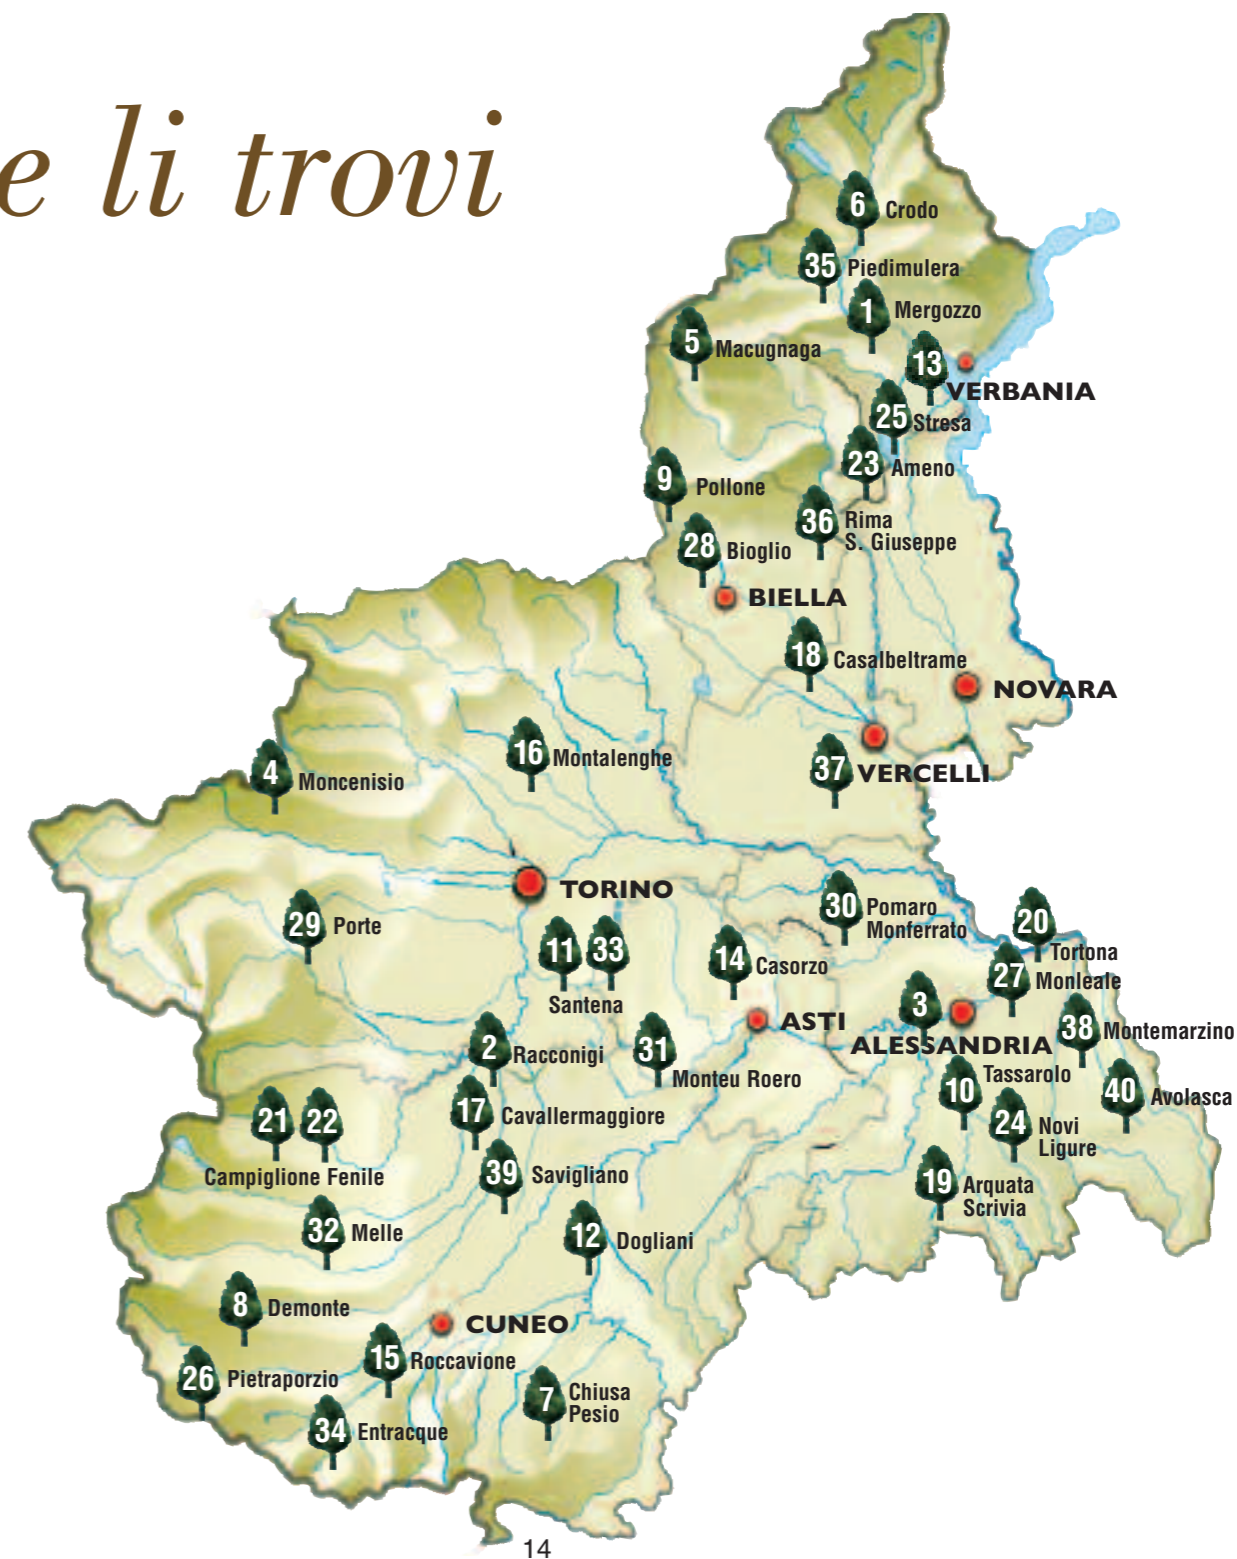 e li trovi
6 Crodo
35 Piedimulera
1 Mergozzo
5 Macugnaga
13
VERBANIA
25 Stresa
23 Ameno
9 Pollone
36 Rima
S. Giuseppe
28 Bioglio
BIELLA
18 Casalbeltrame
NOVARA
16 Montalenghe
4 Moncenisio
37 VERCELLI
TORINO
29 Porte
30 Pomaro
Monferrato
20
Tortona
11 33
Santena
14 Casorzo
27 Monleale
3
ALESSANDRIA
ASTI
38 Montemarzino
2 Racconigi
31
Monteu Roero
10 Tassarolo
40 Avolasca
17 Cavallermaggiore
21 22
Campiglione Fenile
24 Novi
Ligure
39 Savigliano
19 Arquata
Scrivia
32 Melle
12 Dogliani
8 Demonte
CUNEO
15 Roccavione
26 Pietraporzio
7 Chiusa
Pesio
34 Entracque
14